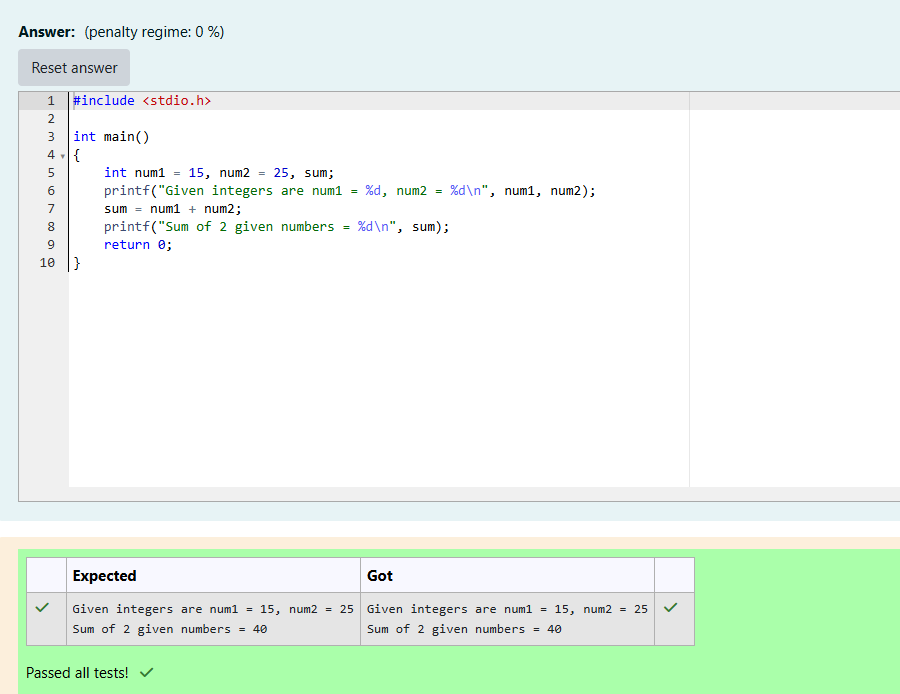 Answer: (penalty regime: 0 %)
Reset answer
1 #include <stdio.h>
2
3 int main()
4 {
5     int num1 = 15, num2 = 25, sum;
6     printf("Given integers are num1 = %d, num2 = %d\n", num1, num2);
7     sum = num1 + num2;
8     printf("Sum of 2 given numbers = %d\n", sum);
9     return 0;
10 }
Expected Got
Given integers are num1 = 15, num2 = 25 Given integers are num1 = 15, num2 = 25
Sum of 2 given numbers = 40 Sum of 2 given numbers = 40
Passed all tests!